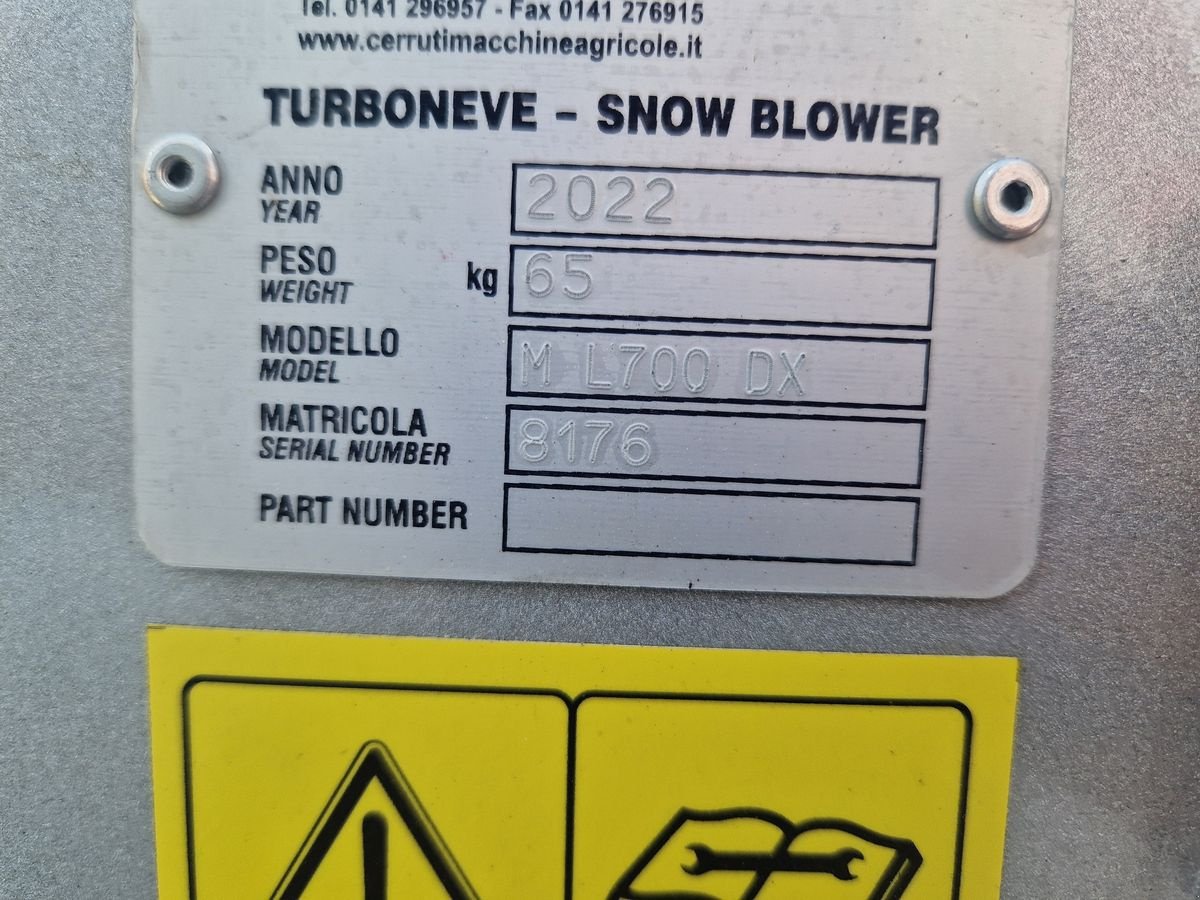 Tel. 0141 296957 - Fax 0141 276915
www.cerrutimacchineagricole.it
TURBONEVE - SNOW BLOWER
ANNO 2022
YEAR
PESO kg 65
WEIGHT
MODELLO M L700 DX
MODEL
MATRICOLA 8176
SERIAL NUMBER
PART NUMBER